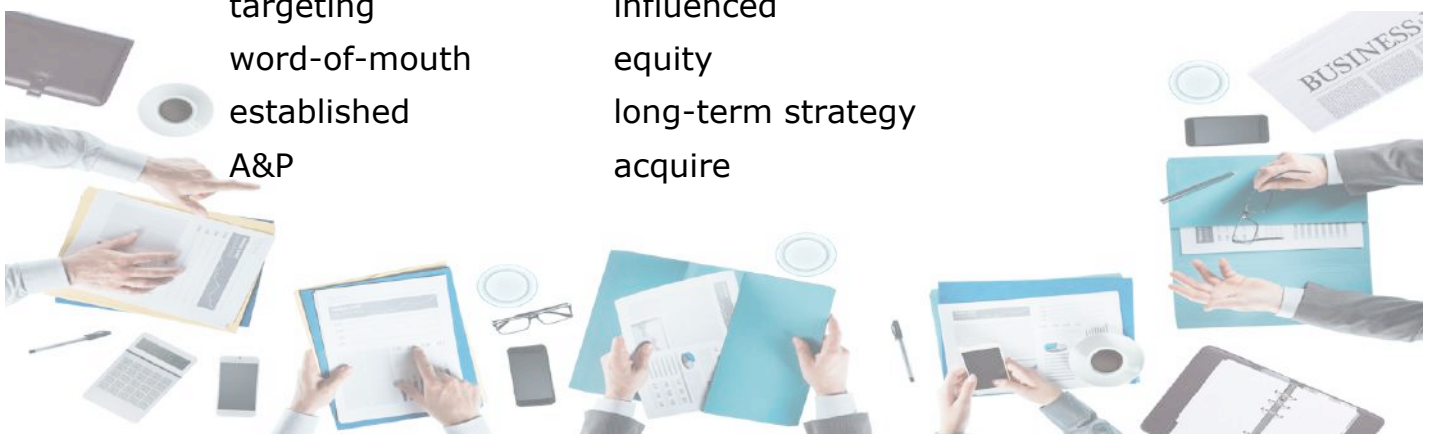 targeting influenced
word-of-mouth equity
established long-term strategy
A&P acquire
BUSINESS